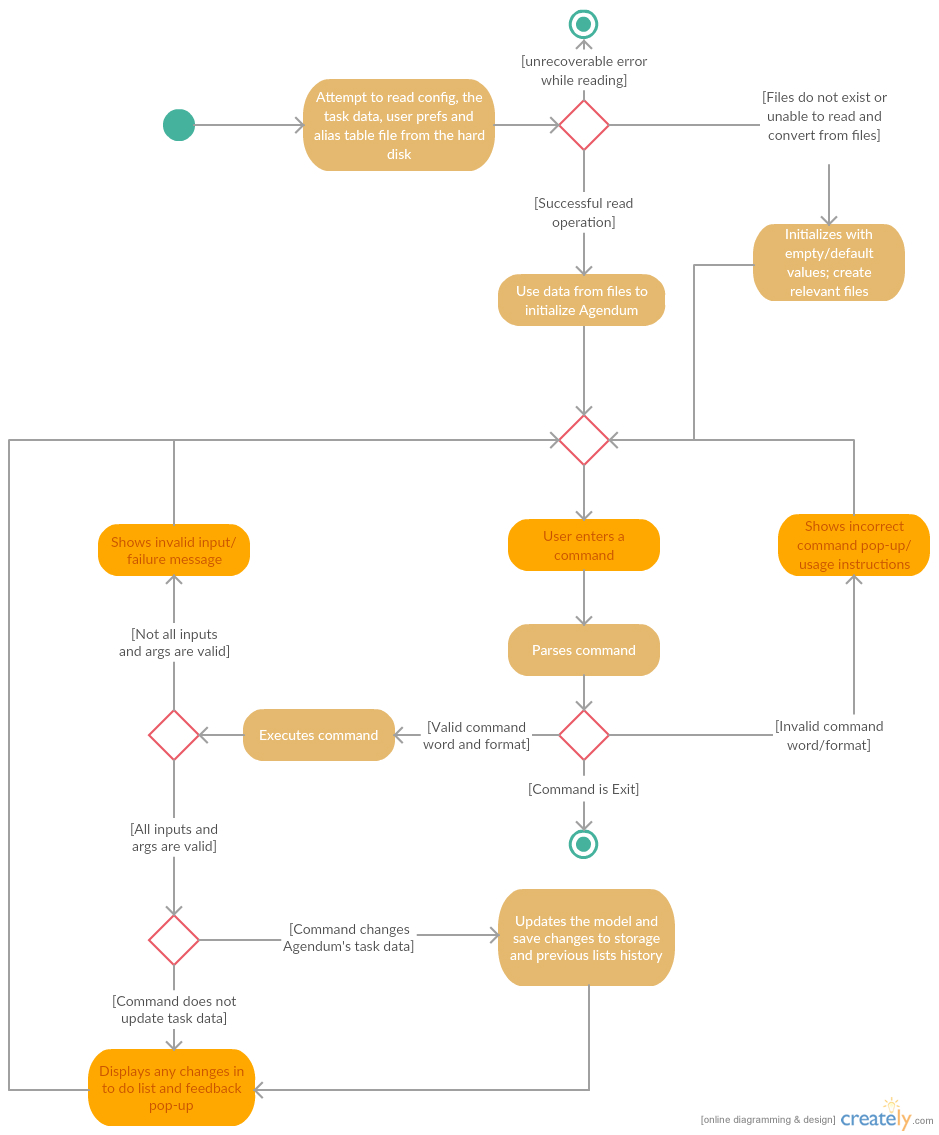 [unrecoverable error
while reading]
Attempt to read config, the
task data, user prefs and
alias table file from the hard
disk
[Files do not exist or
unable to read and
convert from files]
[Successful read
operation]
Initializes with
empty/default
values; create
relevant files
Use data from files to
initialize Agendum
Shows invalid input/
failure message
User enters a
command
Shows incorrect
command pop-up/
usage instructions
[Not all inputs
and args are valid]
Parses command
Executes command
[Valid command
word and format]
[Invalid command
word/format]
[Command is Exit]
[All inputs and
args are valid]
[Command changes
Agendum's task data]
Updates the model and
save changes to storage
and previous lists history
[Command does not
update task data]
Displays any changes in
to do list and feedback
pop-up
[online diagramming & design] creately.com